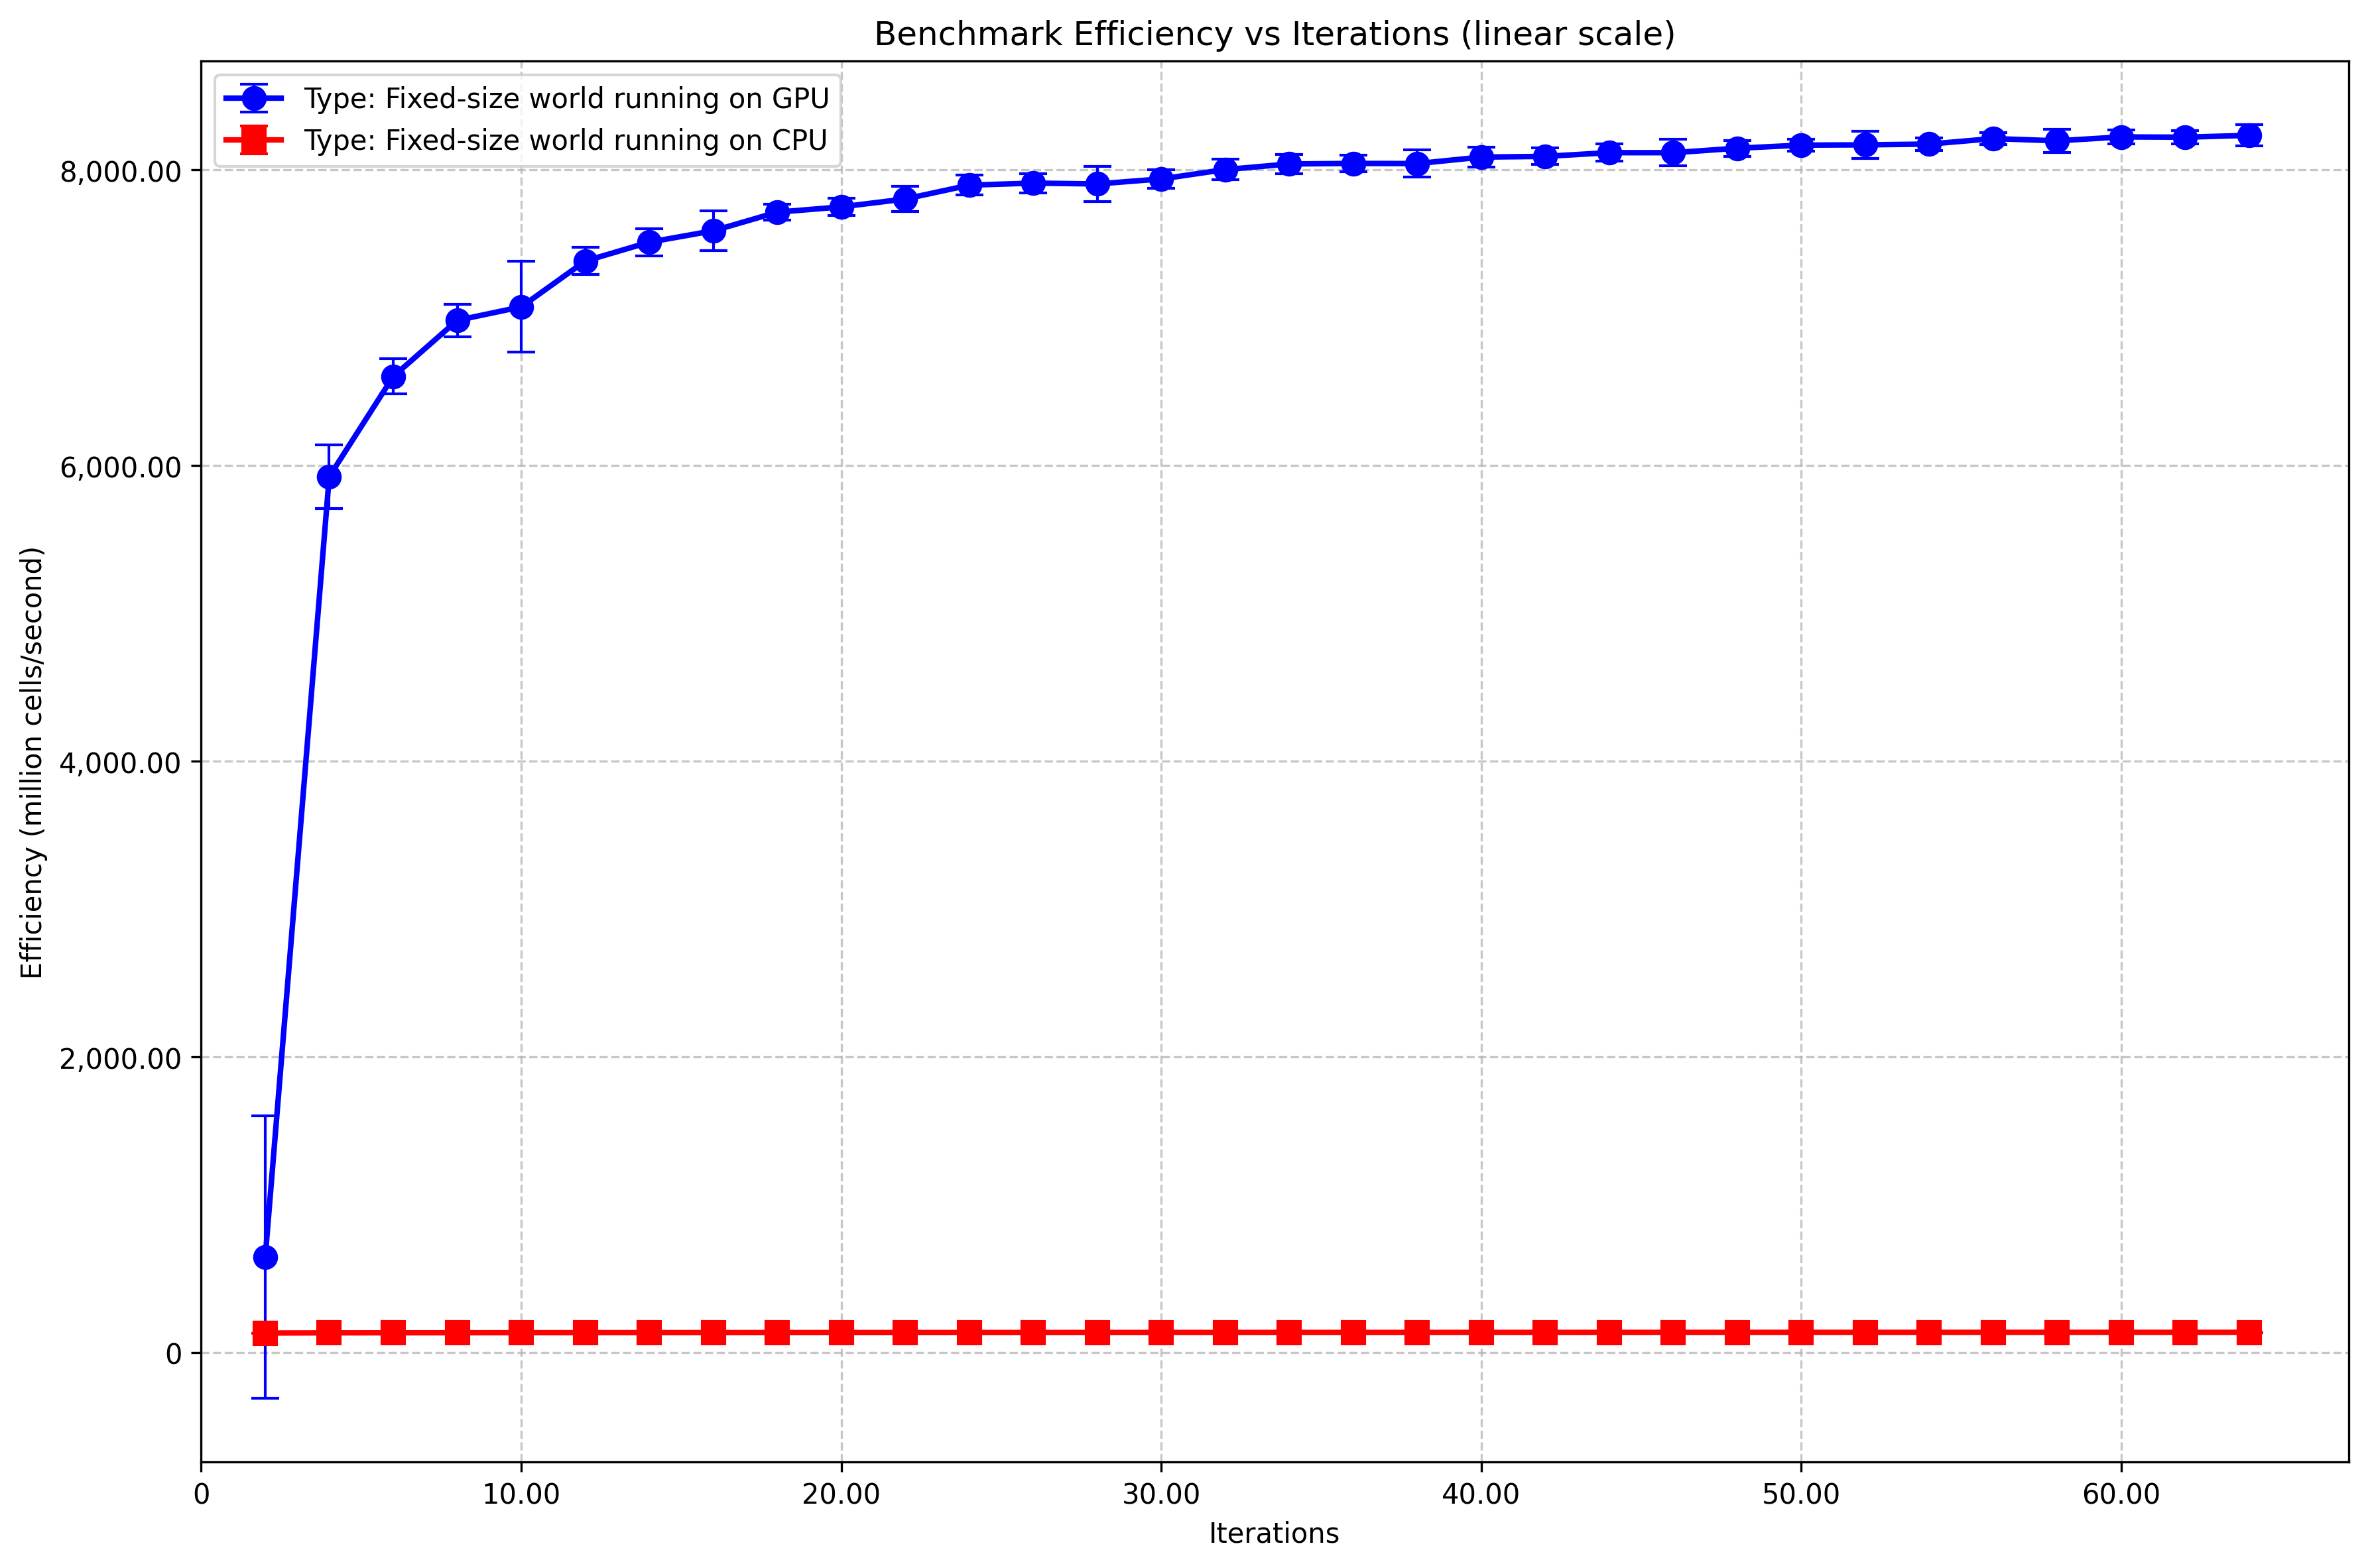 Benchmark Efficiency vs Iterations (linear scale)
Type: Fixed-size world running on GPU
Type: Fixed-size world running on CPU
8,000.00
6,000.00
4,000.00
2,000.00
0
Efficiency (million cells/second)
0 10.00 20.00 30.00 40.00 50.00 60.00
Iterations